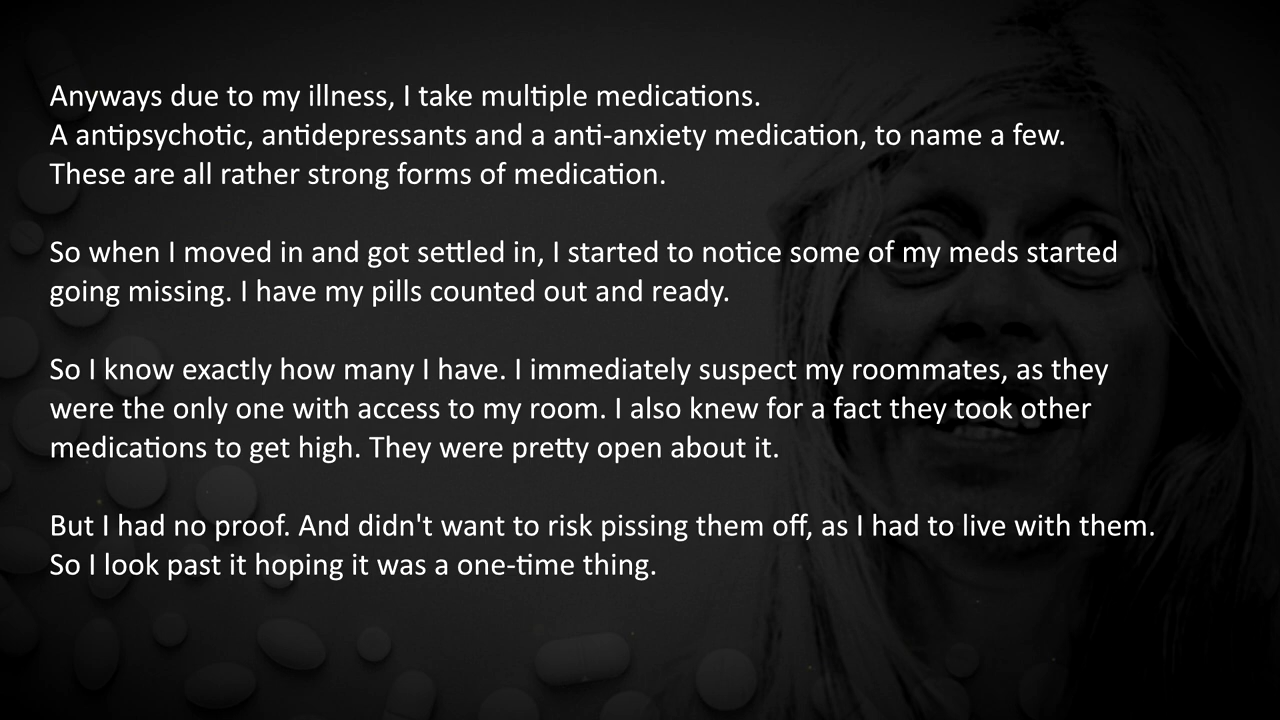 Anyways due to my illness, I take multiple medications.
A antipsychotic, antidepressants and a anti-anxiety medication, to name a few.
These are all rather strong forms of medication.
So when I moved in and got settled in, I started to notice some of my meds started
going missing. I have my pills counted out and ready.
So I know exactly how many I have. I immediately suspect my roommates, as they
were the only one with access to my room. I also knew for a fact they took other
medications to get high. They were pretty open about it.
But I had no proof. And didn't want to risk pissing them off, as I had to live with them.
So I look past it hoping it was a one-time thing.